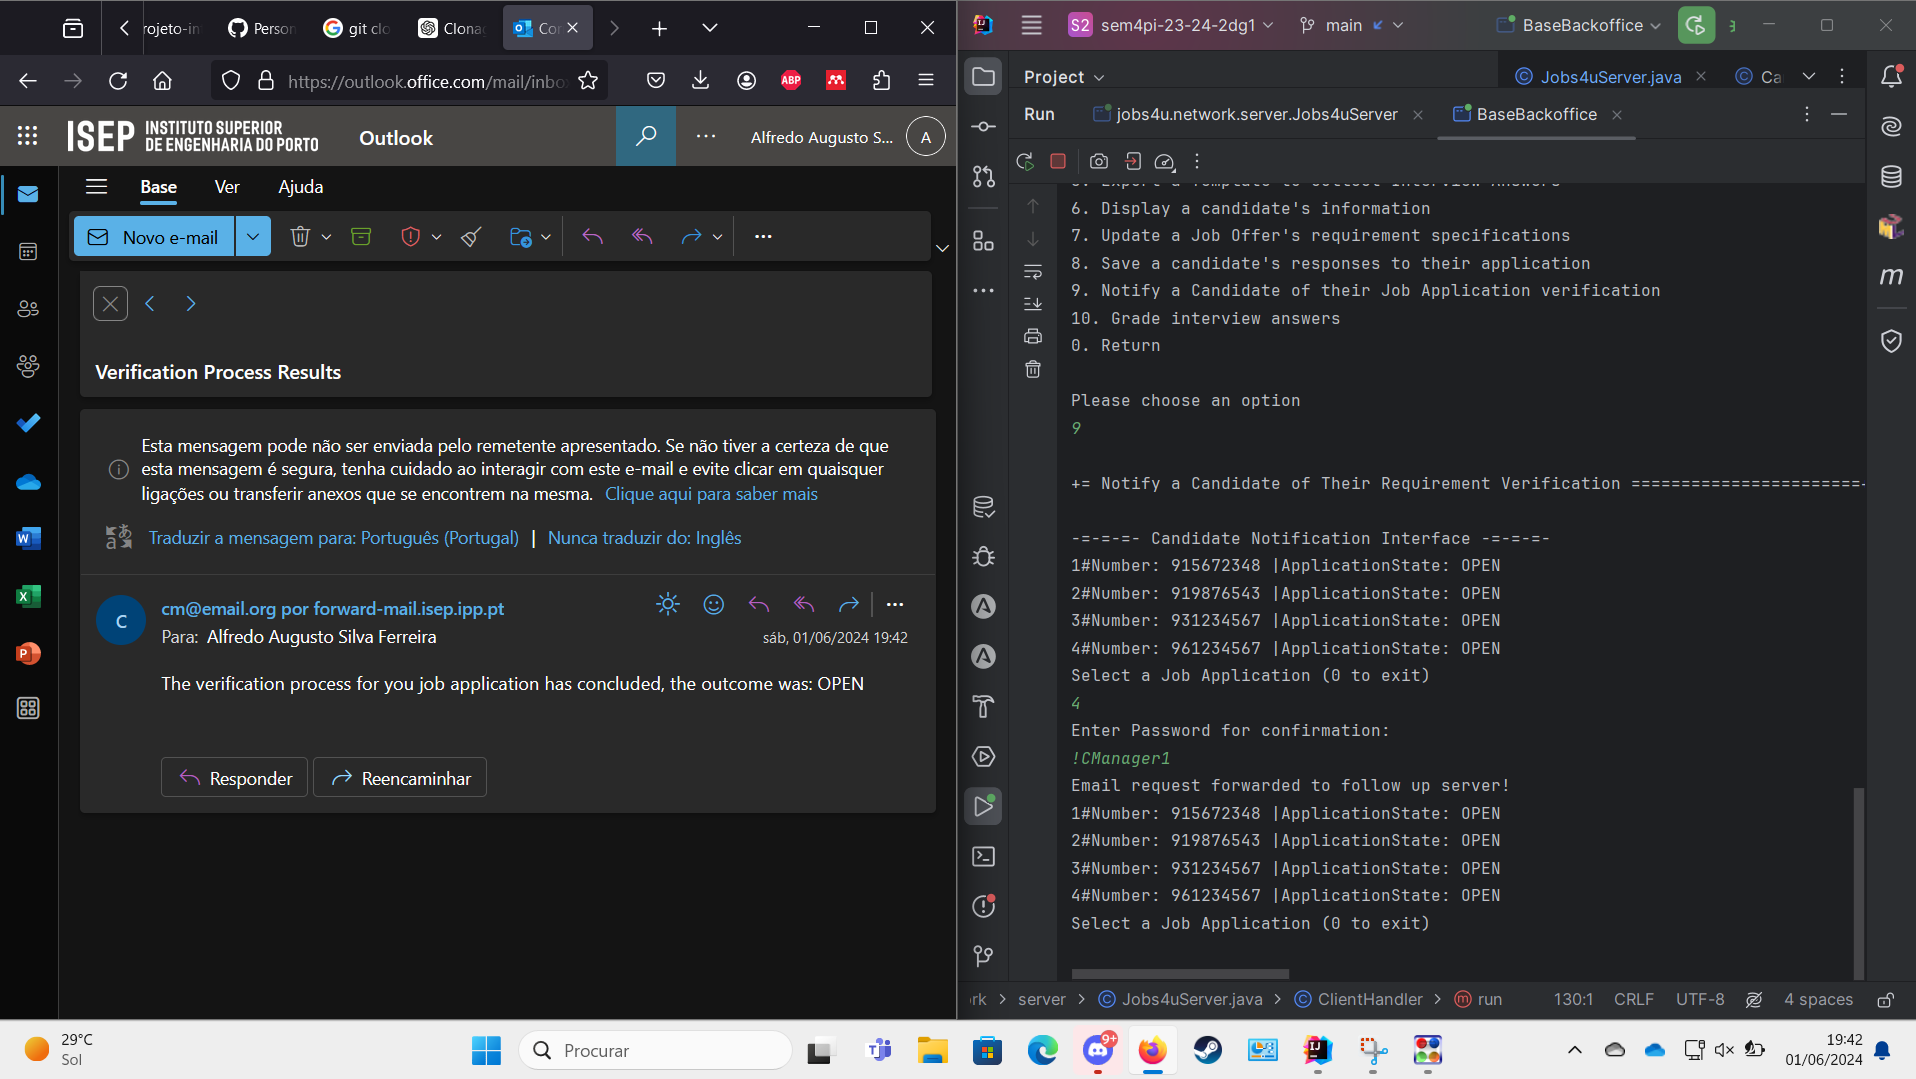 rojeto-in
Person
git clo
Clona
Co
https://outlook.office.com/mail/inbo
ABP
ISEP INSTITUTO SUPERIOR
DE ENGENHARIA DO PORTO
Outlook
Alfredo Augusto S...
A
Base
Ver
Ajuda
Novo e-mail
Verification Process Results
Esta mensagem pode não ser enviada pelo remetente apresentado. Se não tiver a certeza de que
esta mensagem é segura, tenha cuidado ao interagir com este e-mail e evite clicar em quaisquer
ligações ou transferir anexos que se encontrem na mesma. Clique aqui para saber mais
Traduzir a mensagem para: Português (Portugal) | Nunca traduzir do: Inglês
C
cm@email.org por forward-mail.isep.ipp.pt
Para: Alfredo Augusto Silva Ferreira
sáb, 01/06/2024 19:42
The verification process for you job application has concluded, the outcome was: OPEN
Responder
Reencaminhar
S2 sem4pi-23-24-2dg1
main
BaseBackoffice
Project
Jobs4uServer.java
Ca
Run
jobs4u.network.server.Jobs4uServer
BaseBackoffice
5. Export a Template to collect Interview Answers
6. Display a candidate's information
7. Update a Job Offer's requirement specifications
8. Save a candidate's responses to their application
9. Notify a Candidate of their Job Application verification
10. Grade interview answers
0. Return
Please choose an option
9
+= Notify a Candidate of Their Requirement Verification =======================-
-=-=-=- Candidate Notification Interface -=-=-=-
1#Number: 915672348 |ApplicationState: OPEN
2#Number: 919876543 |ApplicationState: OPEN
3#Number: 931234567 |ApplicationState: OPEN
4#Number: 961234567 |ApplicationState: OPEN
Select a Job Application (0 to exit)
4
Enter Password for confirmation:
!CManager1
Email request forwarded to follow up server!
1#Number: 915672348 |ApplicationState: OPEN
2#Number: 919876543 |ApplicationState: OPEN
3#Number: 931234567 |ApplicationState: OPEN
4#Number: 961234567 |ApplicationState: OPEN
Select a Job Application (0 to exit)
rk > server > Jobs4uServer.java > ClientHandler > run
130:1 CRLF UTF-8 4 spaces
29°C
Sol
Procurar
9+
19:42
01/06/2024